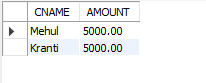 CNAME AMOUNT
Mehul 5000.00
Kranti 5000.00